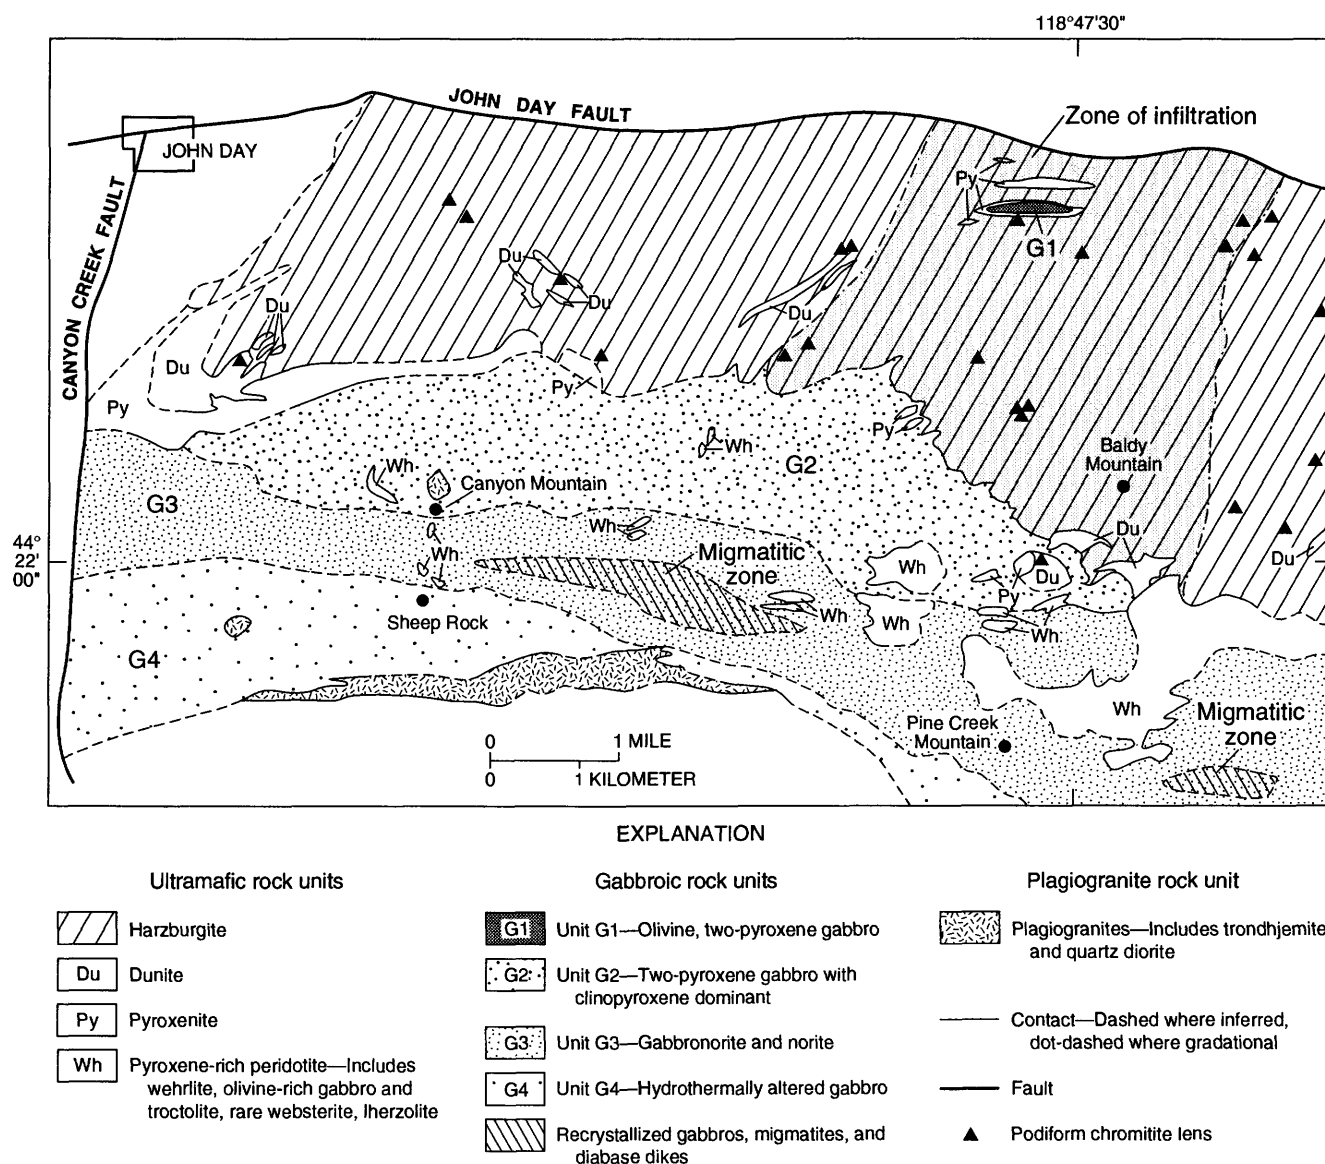 118°47'30"
JOHN DAY FAULT
Zone of infiltration
JOHN DAY
Py
G1
CANYON CREEK FAULT
Du
Du
Du
Du
Du
Py
Py
Py
Wh
G2
Baldy
Mountain
Wh
Canyon Mountain
G3
Wh
Du
44°
22'
00"
Wh
Migmatitic
zone
Wh
Du
Du
Py
Sheep Rock
Wh
Wh
Wh
G4
Wh
Pine Creek
Mountain
Migmatitic
zone
0 1 MILE
0 1 KILOMETER
EXPLANATION
Ultramafic rock units
Harzburgite
Du Dunite
Py Pyroxenite
Wh Pyroxene-rich peridotite—Includes
wehrlite, olivine-rich gabbro and
troctolite, rare websterite, lherzolite
Gabbroic rock units
G1 Unit G1—Olivine, two-pyroxene gabbro
G2 Unit G2—Two-pyroxene gabbro with
clinopyroxene dominant
G3 Unit G3—Gabbronorite and norite
G4 Unit G4—Hydrothermally altered gabbro
Recrystallized gabbros, migmatites, and
diabase dikes
Plagiogranite rock unit
Plagiogranites—Includes trondhjemite
and quartz diorite
Contact—Dashed where inferred,
dot-dashed where gradational
Fault
Podiform chromitite lens